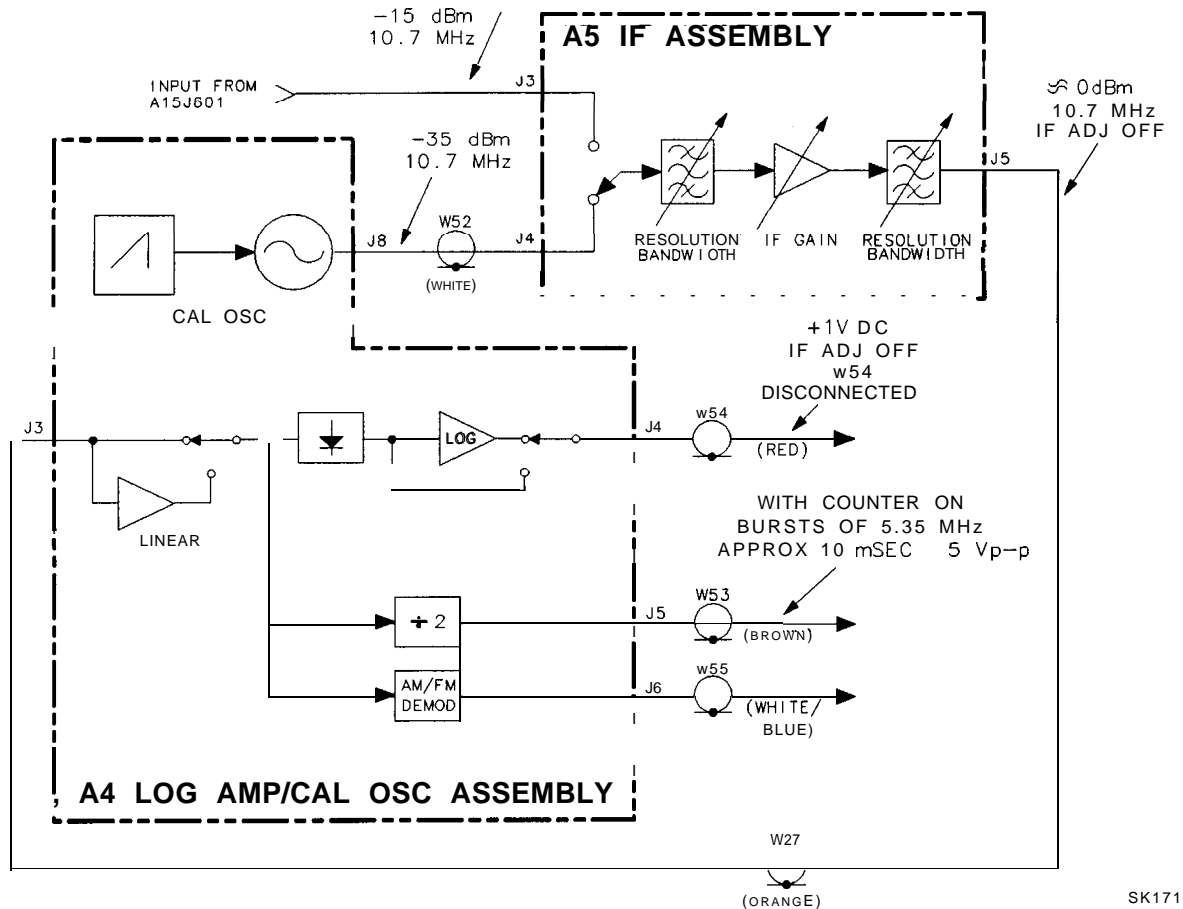 -15 dBm
10.7 MHz
A5 IF ASSEMBLY
INPUT FROM
A15J601
J3
≈ 0dBm
10.7 MHz
IF ADJ OFF
-35 dBm
10.7 MHz
J5
W52
J8
J4
(WHITE)
RESOLUTION
BANDWIDTH
IF GAIN
RESOLUTION
BANDWIDTH
CAL OSC
+1V DC
IF ADJ OFF
w54
DISCONNECTED
J3
LOG
J4
w54
(RED)
LINEAR
WITH COUNTER ON
BURSTS OF 5.35 MHz
APPROX 10 mSEC 5 Vp-p
÷ 2
J5
W53
(BROWN)
AM/FM
DEMOD
J6
w55
(WHITE/
BLUE)
A4 LOG AMP/CAL OSC ASSEMBLY
W27
(ORANGE)
SK171